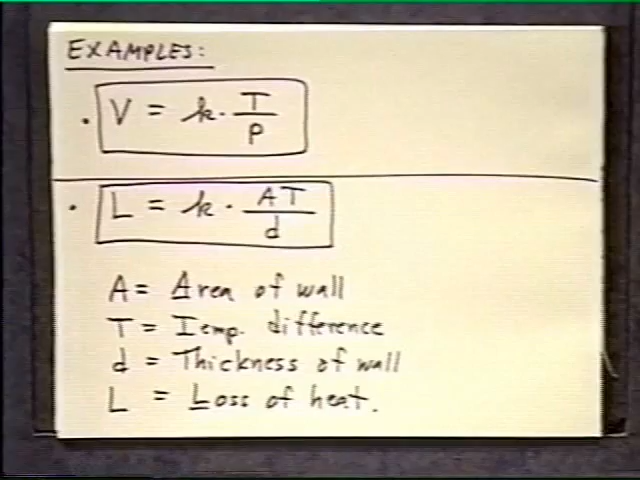 EXAMPLES:
• V = k · T/P
• L = k · AT/d
A = Area of wall
T = Temp. difference
d = Thickness of wall
L = Loss of heat.